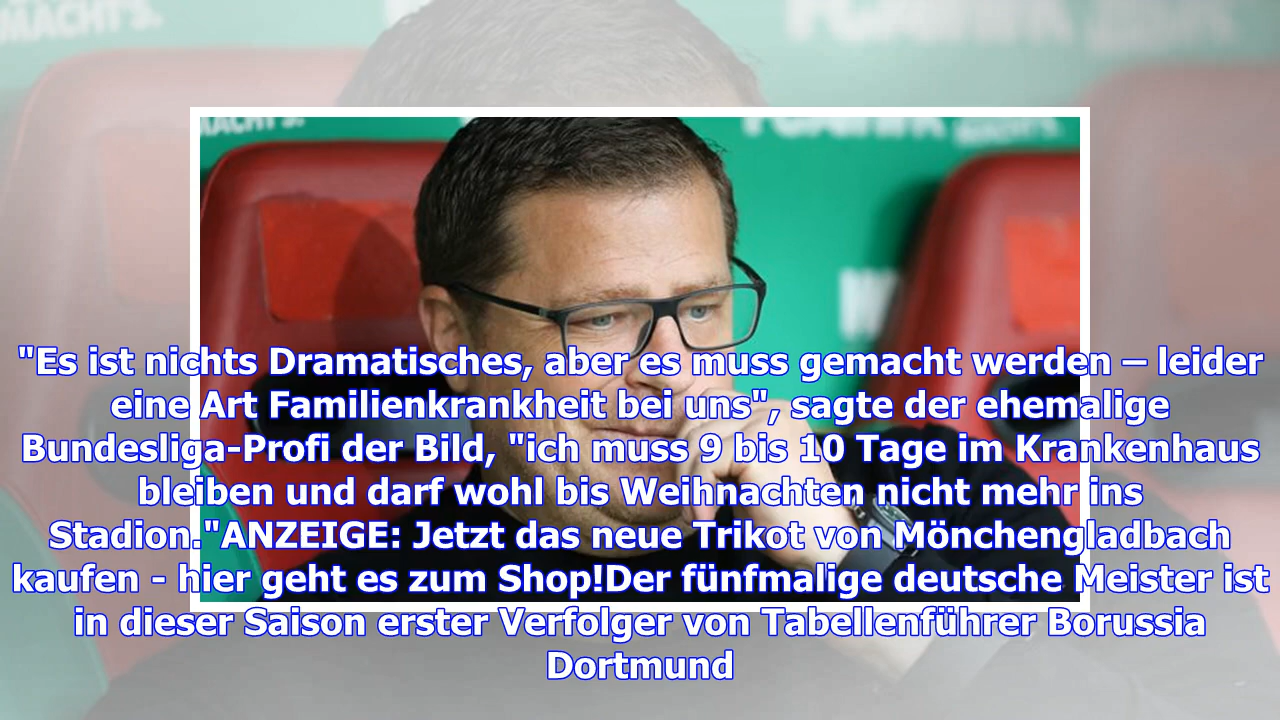 MACHT'S.
"Es ist nichts Dramatisches, aber es muss gemacht werden – leider
eine Art Familienkrankheit bei uns", sagte der ehemalige
Bundesliga-Profi der Bild, "ich muss 9 bis 10 Tage im Krankenhaus
bleiben und darf wohl bis Weihnachten nicht mehr ins
Stadion."ANZEIGE: Jetzt das neue Trikot von Mönchengladbach
kaufen - hier geht es zum Shop!Der fünfmalige deutsche Meister ist
in dieser Saison erster Verfolger von Tabellenführer Borussia
Dortmund